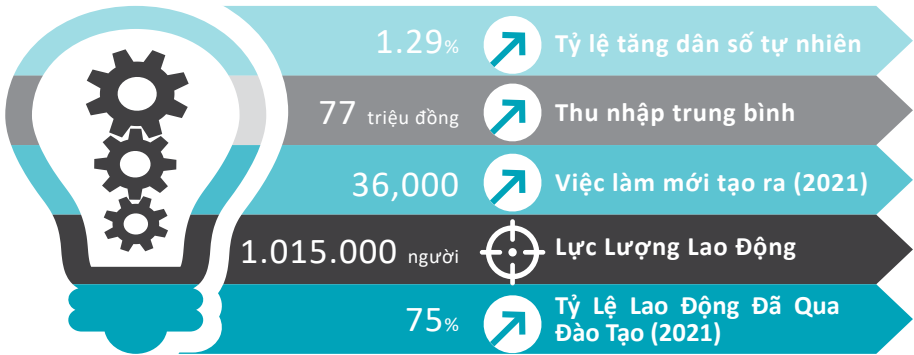 1.29% Tỷ lệ tăng dân số tự nhiên
77 triệu đồng Thu nhập trung bình
36,000 Việc làm mới tạo ra (2021)
1.015.000 người Lực Lượng Lao Động
75% Tỷ Lệ Lao Động Đã Qua
Đào Tạo (2021)